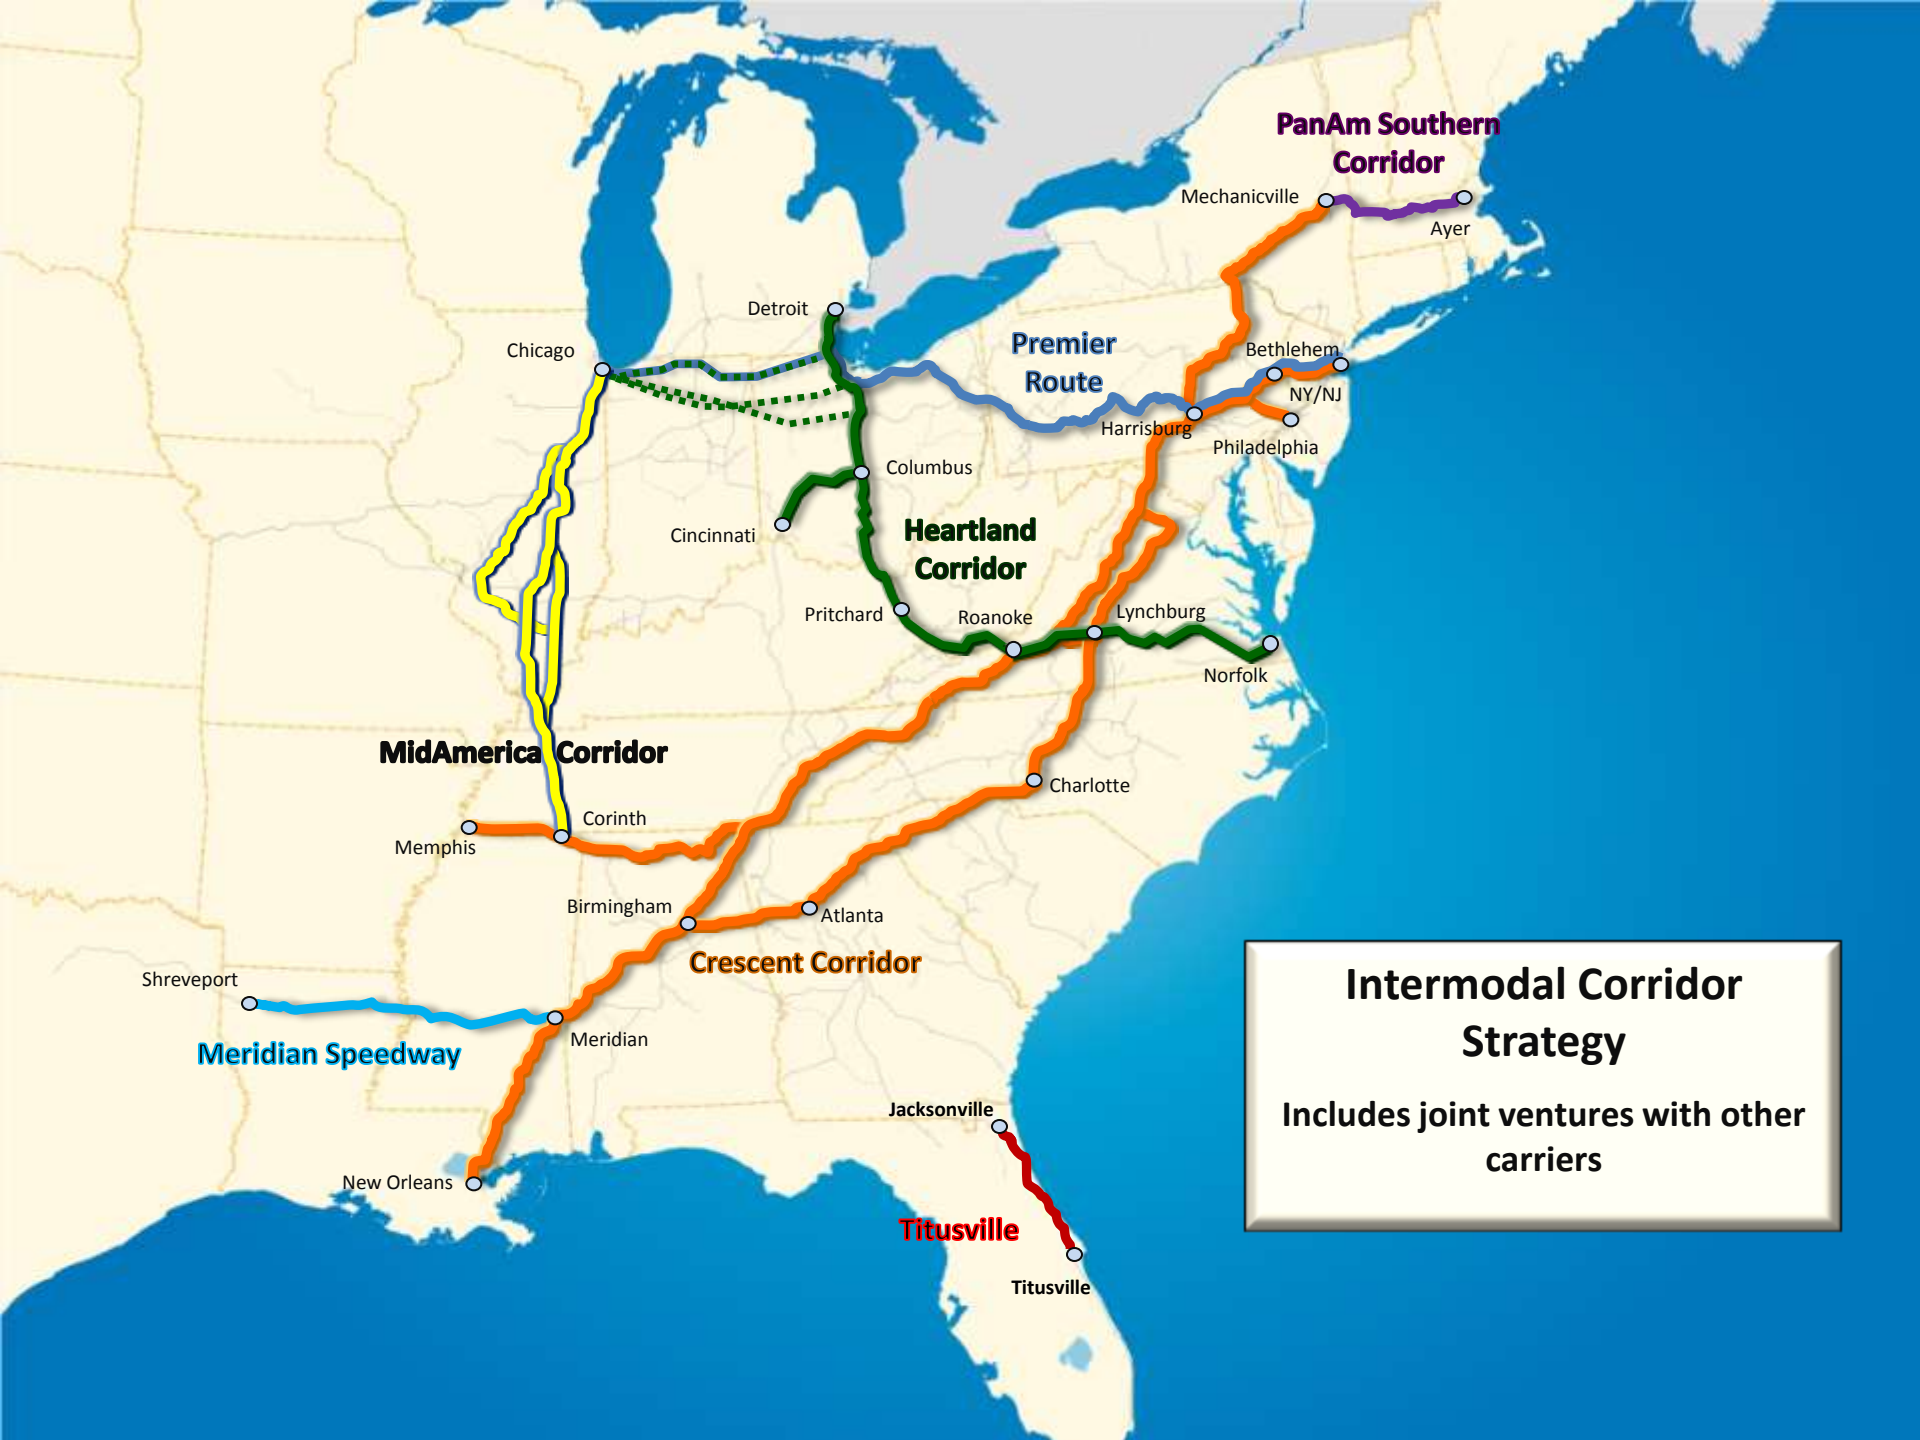 PanAm Southern
Corridor
Mechanicville
Ayer
Detroit
Chicago
Premier
Route
Bethlehem
NY/NJ
Harrisburg
Philadelphia
Columbus
Cincinnati
Heartland
Corridor
Pritchard
Roanoke
Lynchburg
Norfolk
MidAmerica Corridor
Charlotte
Corinth
Memphis
Birmingham
Atlanta
Crescent Corridor
Shreveport
Meridian
Meridian Speedway
Intermodal Corridor
Strategy
Includes joint ventures with other
carriers
Jacksonville
New Orleans
Titusville
Titusville